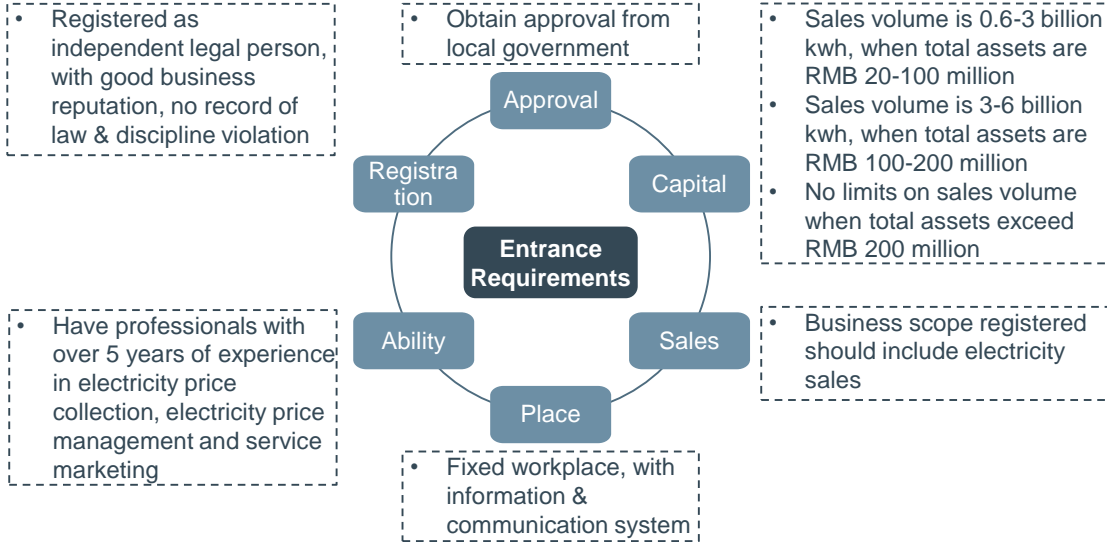 • Registered as
independent legal person,
with good business
reputation, no record of
law & discipline violation
• Obtain approval from
local government
• Sales volume is 0.6-3 billion
kwh, when total assets are
RMB 20-100 million
• Sales volume is 3-6 billion
kwh, when total assets are
RMB 100-200 million
• No limits on sales volume
when total assets exceed
RMB 200 million
Approval
Registra
tion
Capital
Entrance
Requirements
Ability
Sales
Place
• Have professionals with
over 5 years of experience
in electricity price
collection, electricity price
management and service
marketing
• Business scope registered
should include electricity
sales
• Fixed workplace, with
information &
communication system